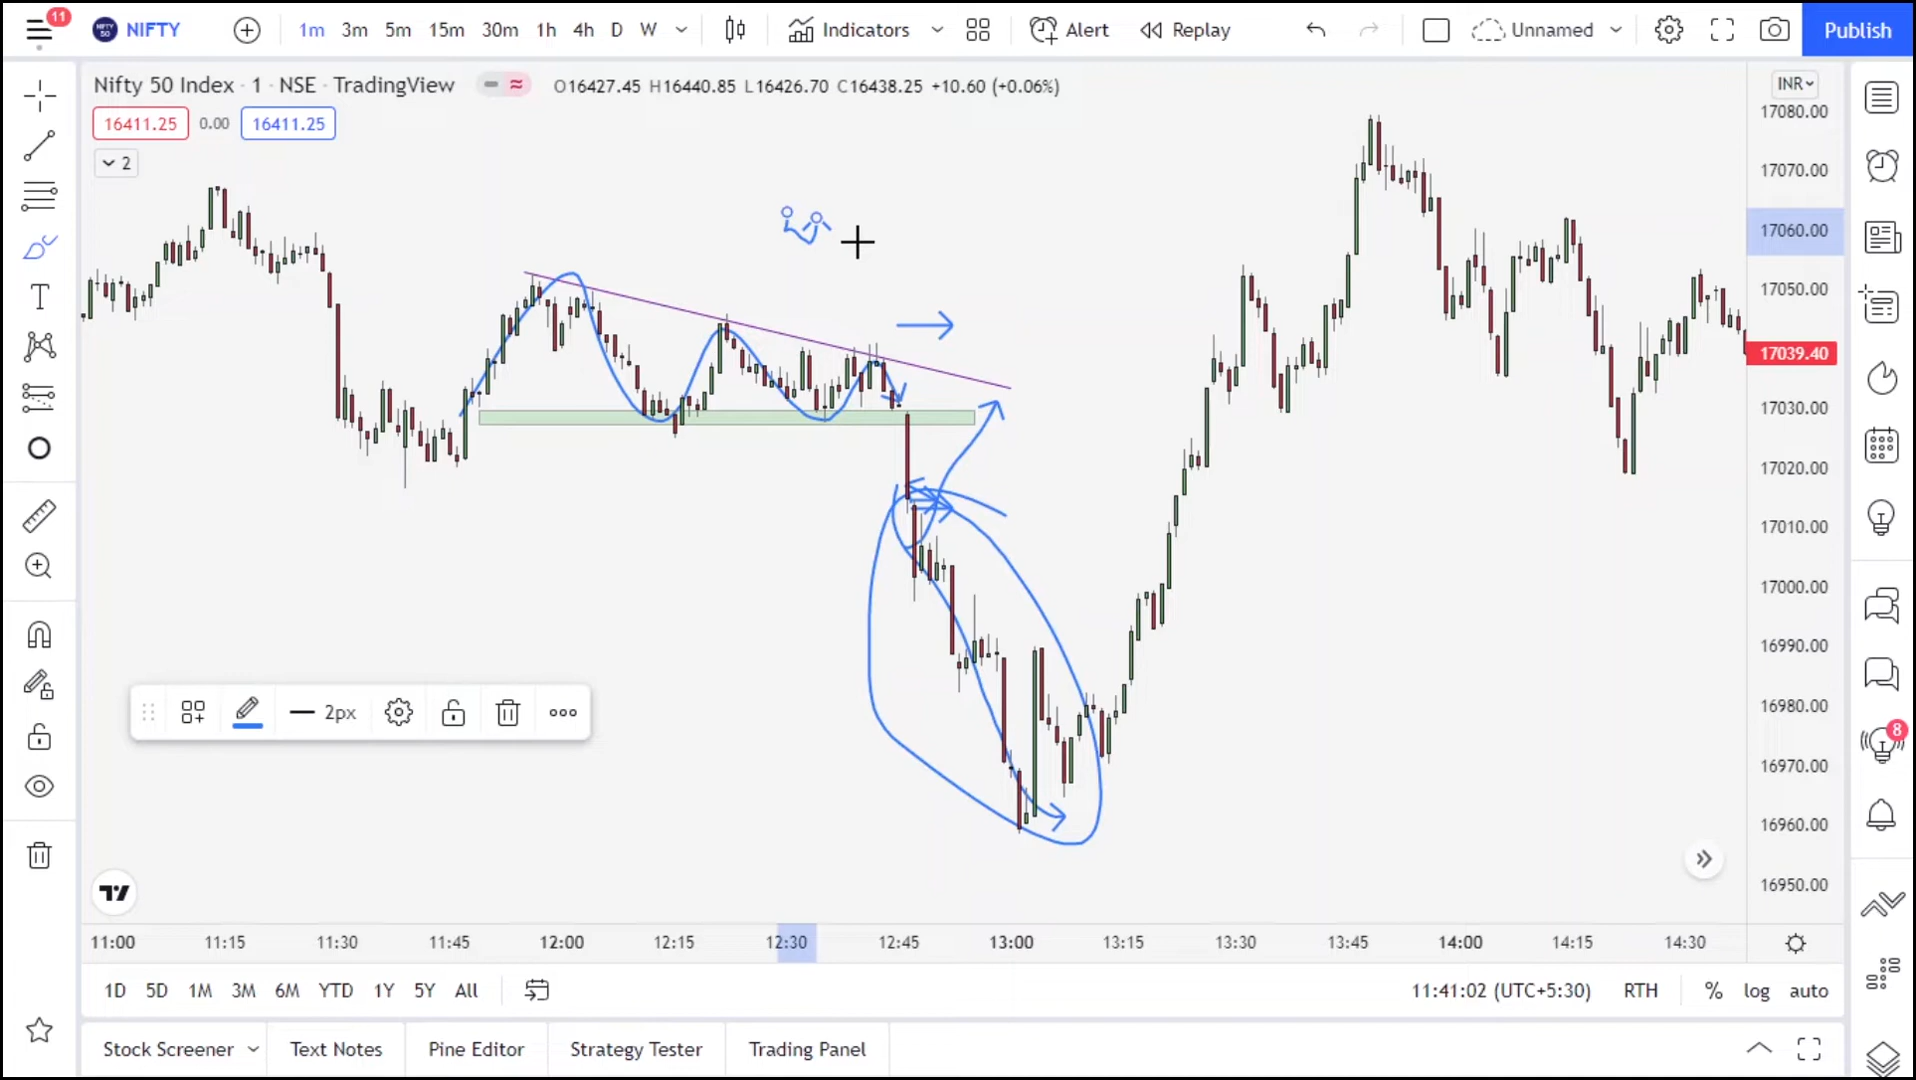 11 NIFTY 1m 3m 5m 15m 30m 1h 4h D W Indicators Alert Replay Unnamed Publish
Nifty 50 Index · 1 · NSE · TradingView O16427.45 H16440.85 L16426.70 C16438.25 +10.60 (+0.06%)
INR
16411.25 0.00 16411.25
2
17080.00
17070.00
17060.00
17050.00
17039.40
17030.00
17020.00
17010.00
17000.00
16990.00
16980.00
16970.00
16960.00
16950.00
2px
8
11:00 11:15 11:30 11:45 12:00 12:15 12:30 12:45 13:00 13:15 13:30 13:45 14:00 14:15 14:30
1D 5D 1M 3M 6M YTD 1Y 5Y All 11:41:02 (UTC+5:30) RTH % log auto
Stock Screener Text Notes Pine Editor Strategy Tester Trading Panel